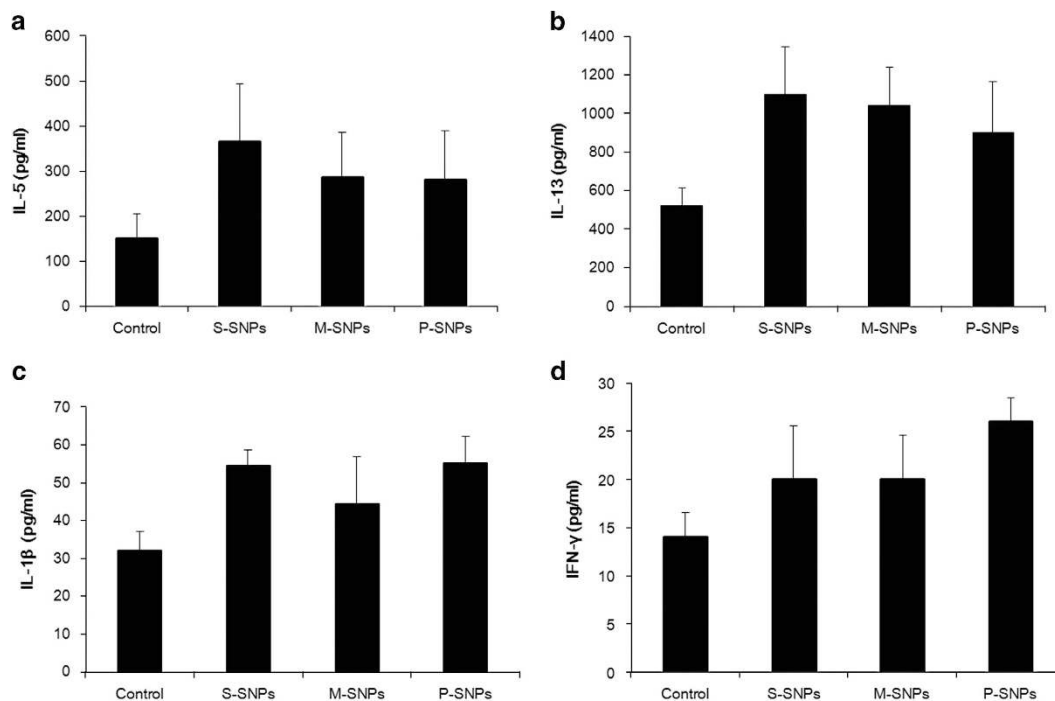 a
600
500
400
300
200
100
0
IL-5 (pg/ml)
Control S-SNPs M-SNPs P-SNPs
b
1400
1200
1000
800
600
400
200
0
IL-13 (pg/ml)
Control S-SNPs M-SNPs P-SNPs
c
70
60
50
40
30
20
10
0
IL-1β (pg/ml)
Control S-SNPs M-SNPs P-SNPs
d
30
25
20
15
10
5
0
IFN-γ (pg/ml)
Control S-SNPs M-SNPs P-SNPs